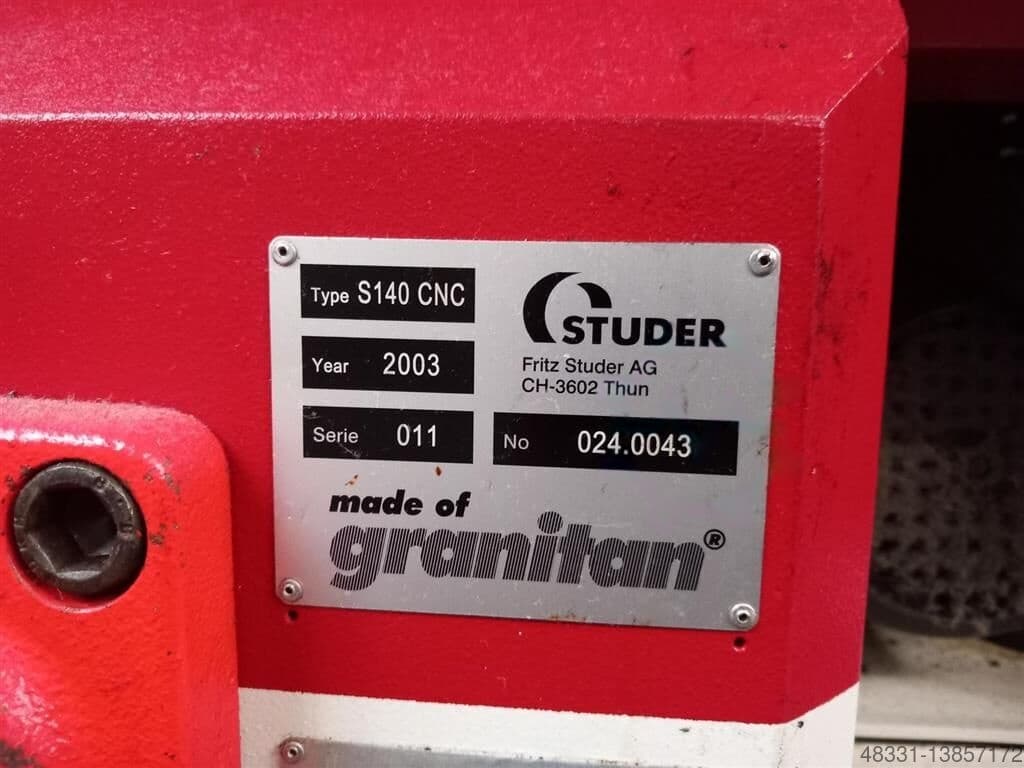 Type S140 CNC
Year 2003
Serie 011
STUDER
Fritz Studer AG
CH-3602 Thun
No 024.0043
made of
granitan®
48331-13857172